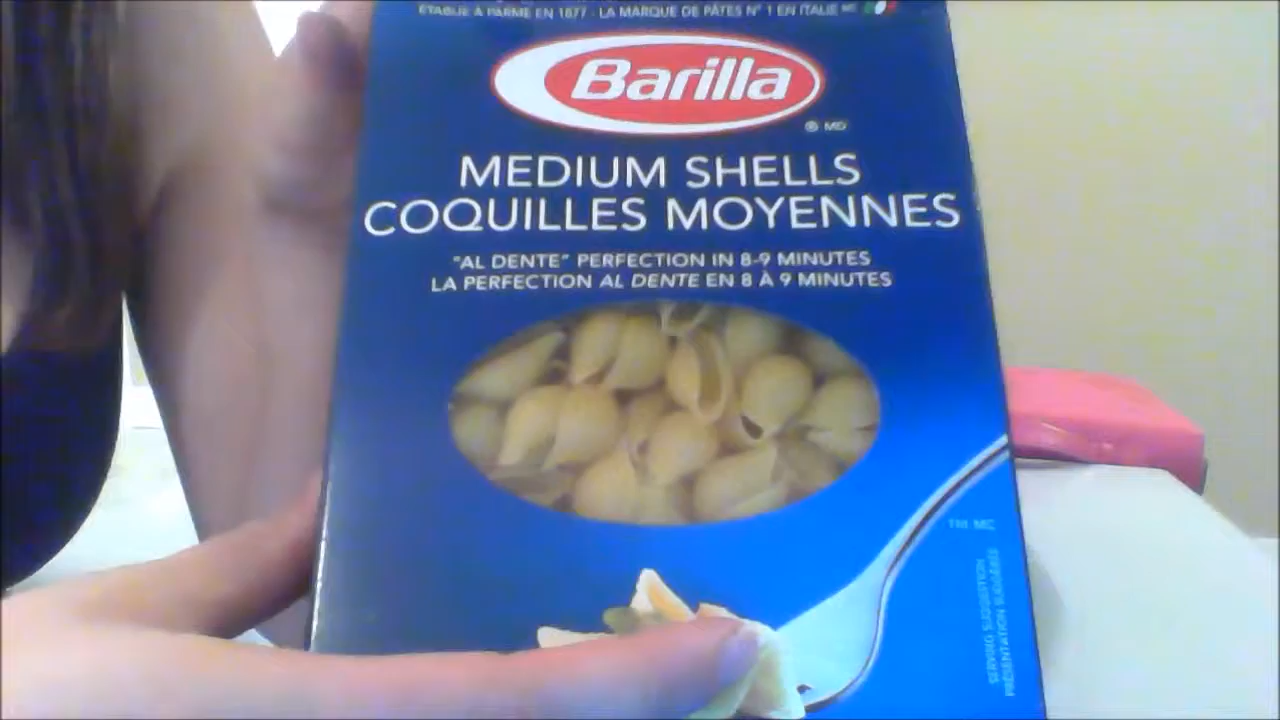 ÉTABLIE À PARME EN 1877 - LA MARQUE DE PÂTES N° 1 EN ITALIE MC
Barilla
® MD
MEDIUM SHELLS
COQUILLES MOYENNES
"AL DENTE" PERFECTION IN 8-9 MINUTES
LA PERFECTION AL DENTE EN 8 À 9 MINUTES
TM MC
SERVING SUGGESTION
PRÉSENTATION SUGGÉRÉE